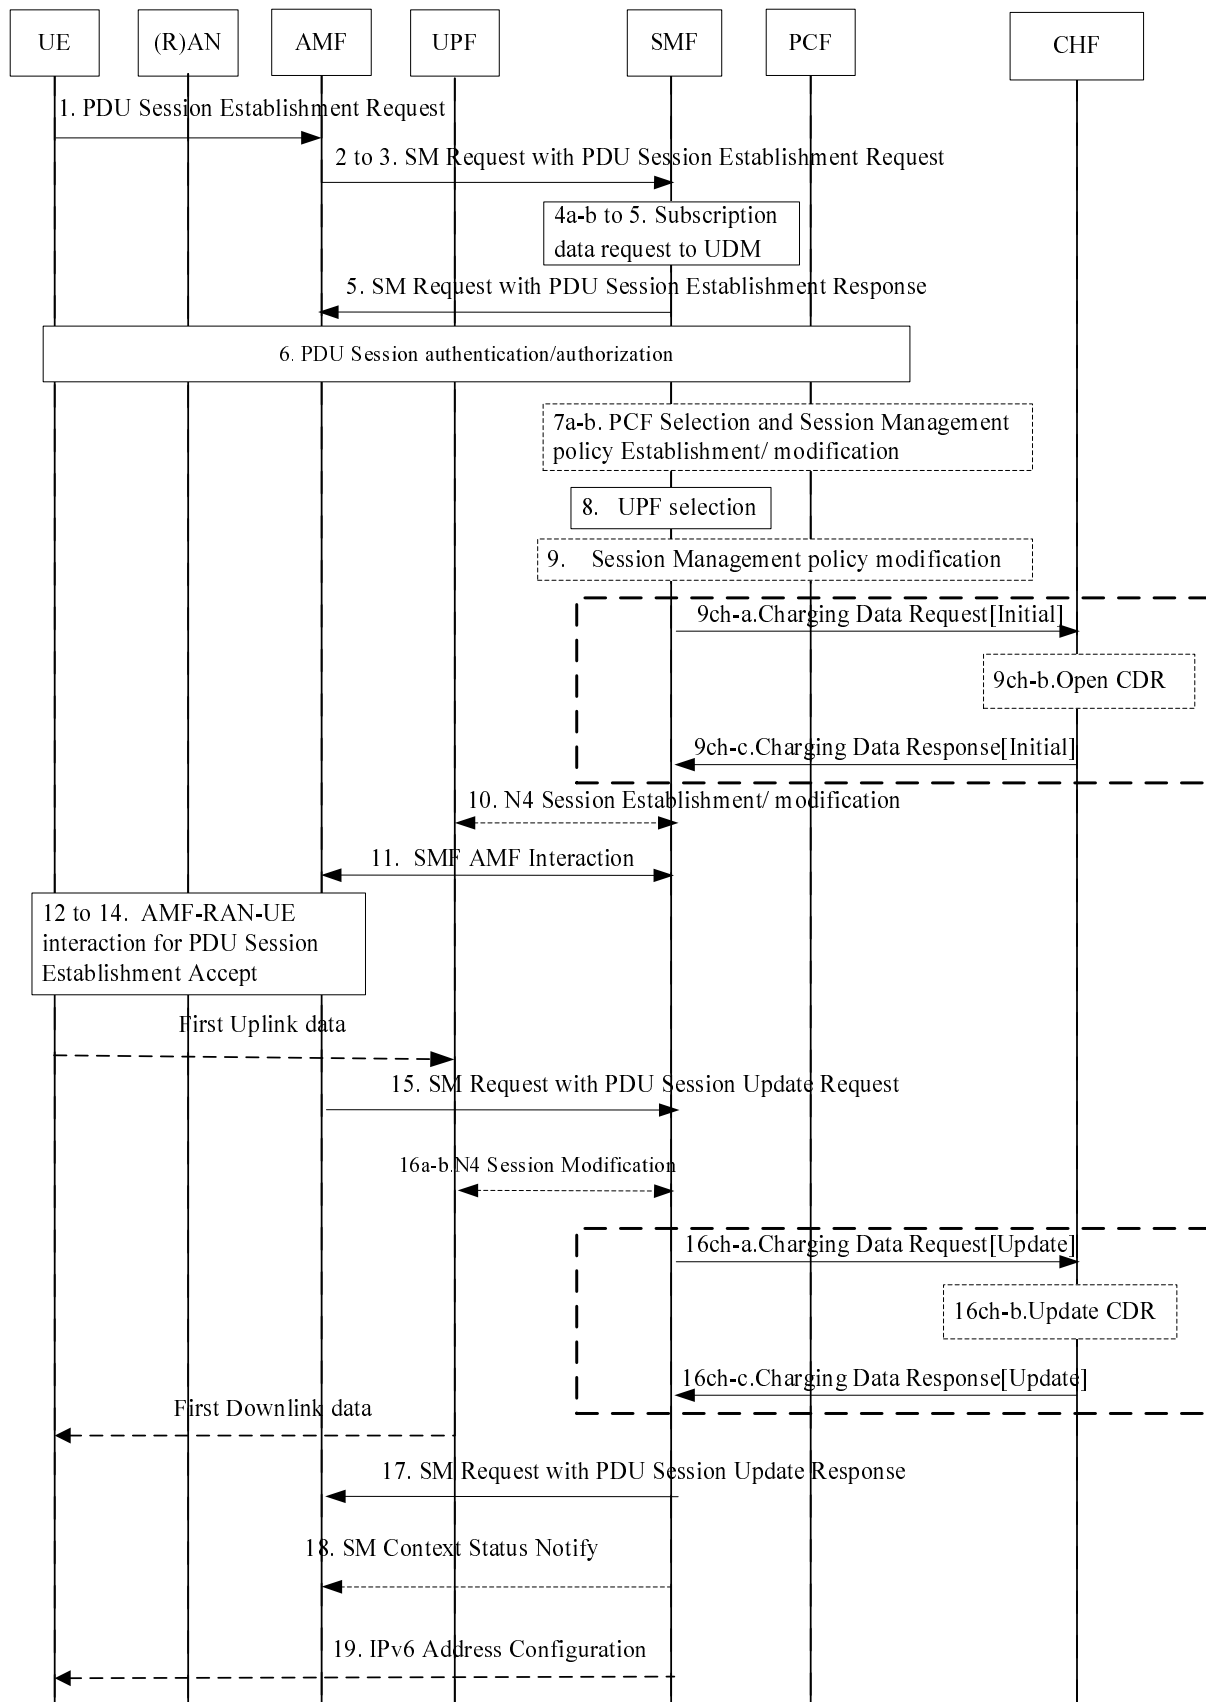 UE
(R)AN
AMF
UPF
SMF
PCF
CHF
1. PDU Session Establishment Request
2 to 3. SM Request with PDU Session Establishment Request
4a-b to 5. Subscription
data request to UDM
5. SM Request with PDU Session Establishment Response
6. PDU Session authentication/authorization
7a-b. PCF Selection and Session Management
policy Establishment/ modification
8. UPF selection
9. Session Management policy modification
9ch-a.Charging Data Request[Initial]
9ch-b.Open CDR
9ch-c.Charging Data Response[Initial]
10. N4 Session Establishment/ modification
11. SMF AMF Interaction
12 to 14. AMF-RAN-UE
interaction for PDU Session
Establishment Accept
First Uplink data
15. SM Request with PDU Session Update Request
16a-b.N4 Session Modification
16ch-a.Charging Data Request[Update]
16ch-b.Update CDR
16ch-c.Charging Data Response[Update]
First Downlink data
17. SM Request with PDU Session Update Response
18. SM Context Status Notify
19. IPv6 Address Configuration